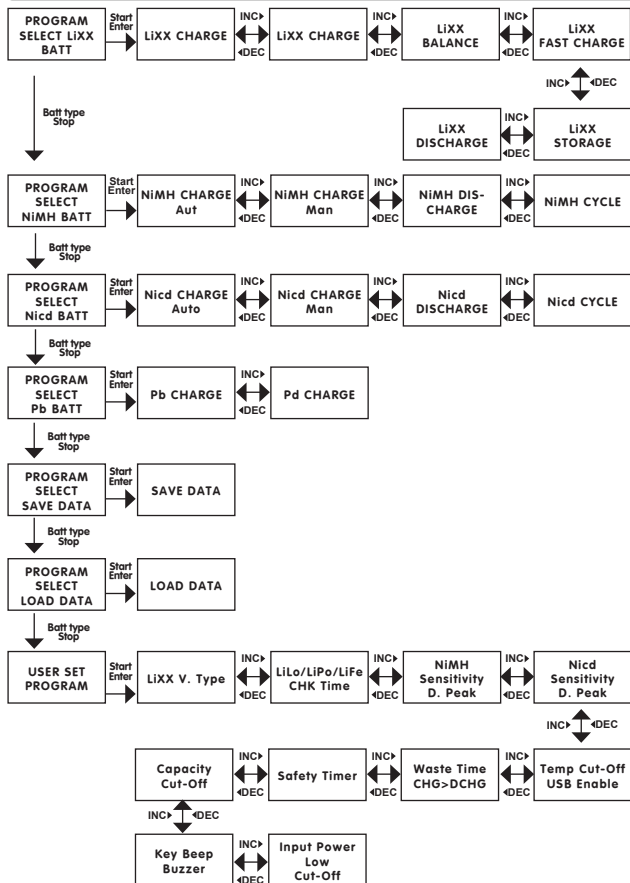 PROGRAM
SELECT LiXX
BATT
Start
Enter
LiXX CHARGE
INC▸
◂DEC
LiXX CHARGE
INC▸
◂DEC
LiXX
BALANCE
INC▸
◂DEC
LiXX
FAST CHARGE
INC▸ ◂DEC
Batt type
Stop
LiXX
DISCHARGE
INC▸
◂DEC
LiXX
STORAGE
PROGRAM
SELECT
NiMH BATT
Start
Enter
NiMH CHARGE
Aut
INC▸
◂DEC
NiMH CHARGE
Man
INC▸
◂DEC
NiMH DIS-
CHARGE
INC▸
◂DEC
NiMH CYCLE
Batt type
Stop
PROGRAM
SELECT
Nicd BATT
Start
Enter
Nicd CHARGE
Auto
INC▸
◂DEC
Nicd CHARGE
Man
INC▸
◂DEC
Nicd
DISCHARGE
INC▸
◂DEC
Nicd CYCLE
Batt type
Stop
PROGRAM
SELECT
Pb BATT
Start
Enter
Pb CHARGE
INC▸
◂DEC
Pd CHARGE
Batt type
Stop
PROGRAM
SELECT
SAVE DATA
Start
Enter
SAVE DATA
Batt type
Stop
PROGRAM
SELECT
LOAD DATA
Start
Enter
LOAD DATA
Batt type
Stop
USER SET
PROGRAM
Start
Enter
LiXX V. Type
INC▸
◂DEC
LiLo/LiPo/LiFe
CHK Time
INC▸
◂DEC
NiMH
Sensitivity
D. Peak
INC▸
◂DEC
Nicd
Sensitivity
D. Peak
INC▸ ◂DEC
Capacity
Cut-Off
INC▸
◂DEC
Safety Timer
INC▸
◂DEC
Waste Time
CHG>DCHG
INC▸
◂DEC
Temp Cut-Off
USB Enable
INC▸ ◂DEC
Key Beep
Buzzer
INC▸
◂DEC
Input Power
Low
Cut-Off